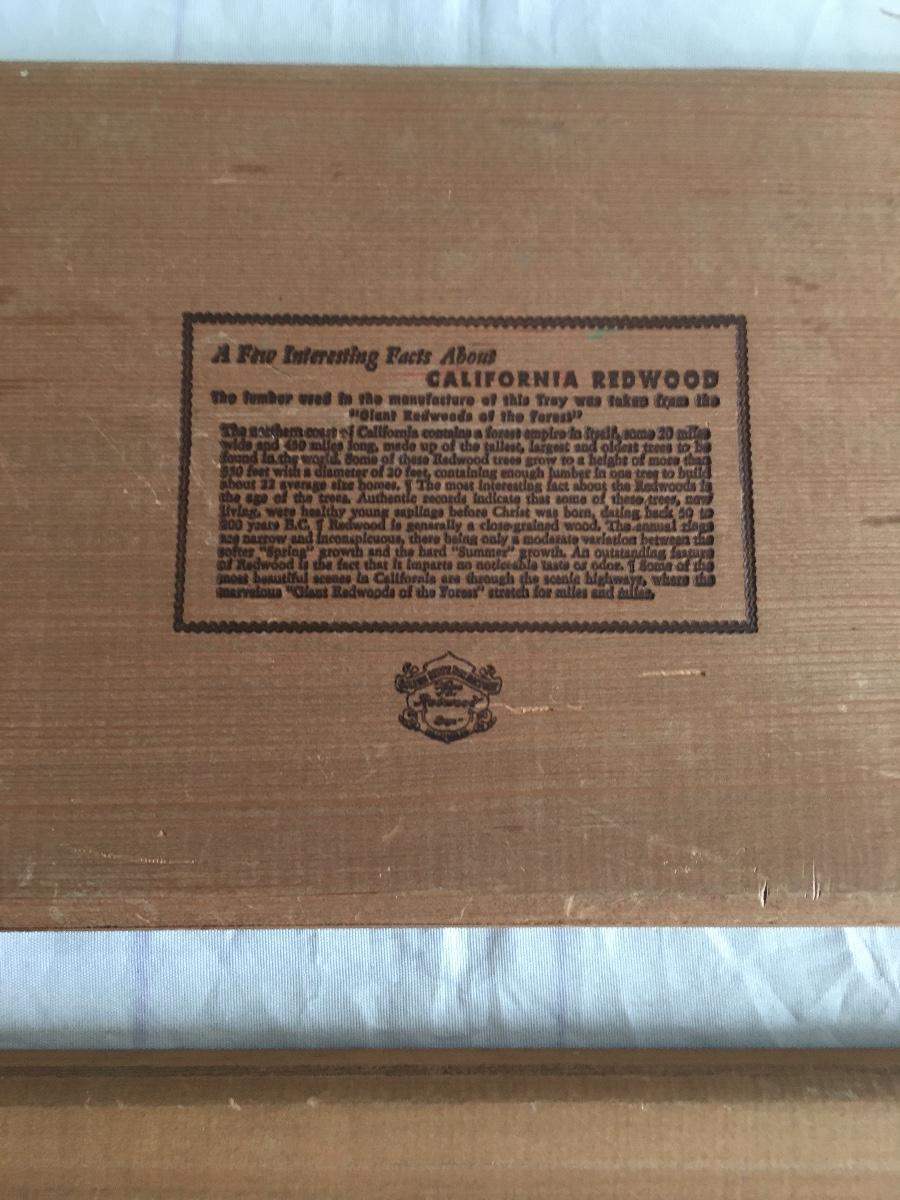 A Few Interesting Facts About
CALIFORNIA REDWOOD
The lumber used in the manufacture of this Tray was taken from the
"Giant Redwoods of the Forest"
The northern coast of California contains a forest empire in itself, some 20 miles
wide and 450 miles long, made up of the tallest, largest and oldest trees to be
found in the world. Some of these Redwood trees grow to a height of more than
350 feet with a diameter of 20 feet, containing enough lumber in one tree to build
about 22 average size homes. ¶ The most interesting fact about the Redwoods is
the age of the trees. Authentic records indicate that some of these trees, now
living, were healthy young saplings before Christ was born, dating back 50 to
200 years B.C. ¶ Redwood is generally a close-grained wood. The annual rings
are narrow and inconspicuous, there being only a moderate variation between the
softer "Spring" growth and the hard "Summer" growth. An outstanding feature
of Redwood is the fact that it imparts no noticeable taste or odor. ¶ Some of the
most beautiful scenes in California are through the scenic highways, where the
marvelous "Giant Redwoods of the Forest" stretch for miles and miles.
Redwood